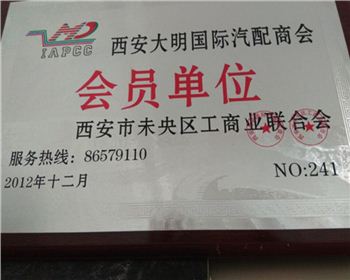 西安大明国际汽配商会
IAPCC
会员单位
西安市未央区工商业联合会
服务热线：86579110
2012年十二月
NO:241